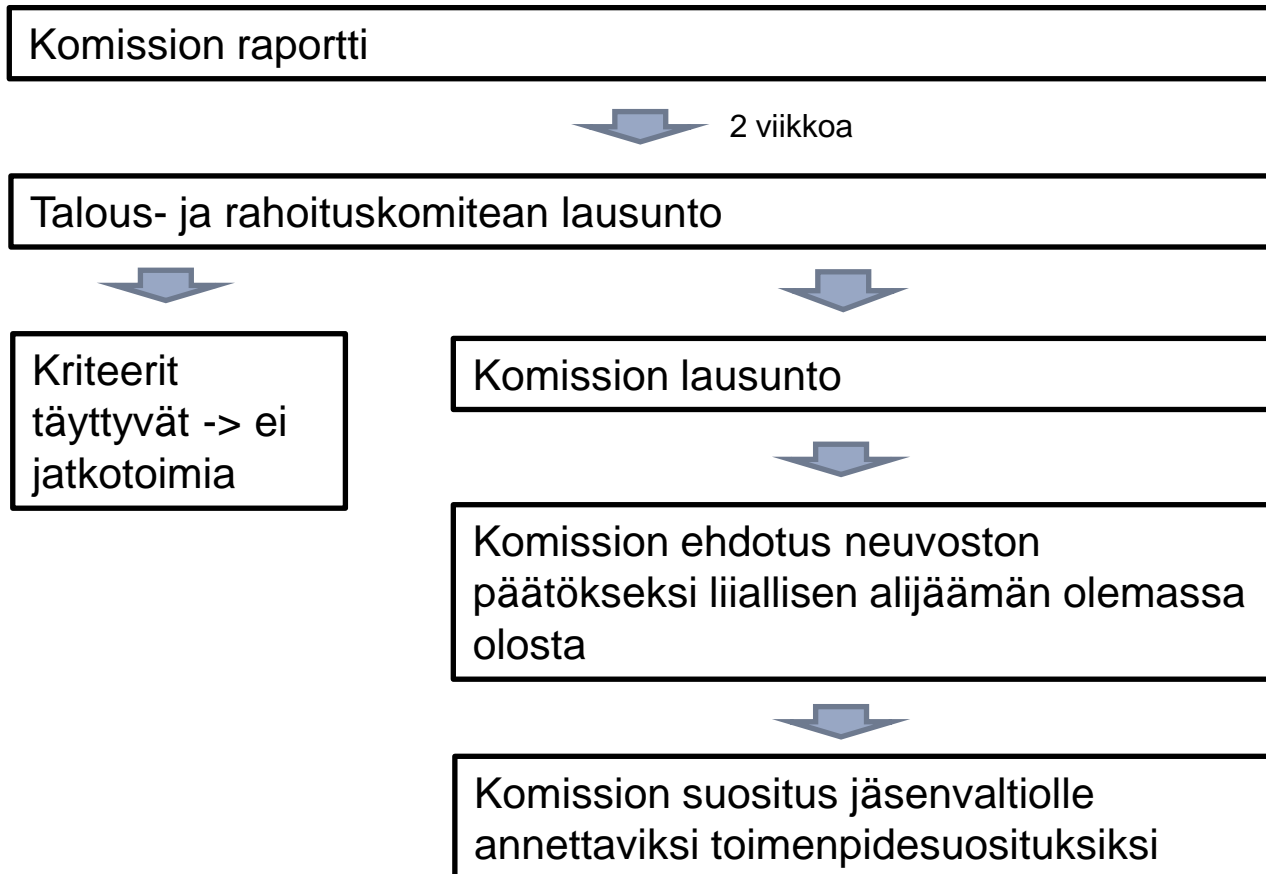 Komission raportti
2 viikkoa
Talous- ja rahoituskomitean lausunto
Kriteerit
täyttyvät -> ei
jatkotoimia
Komission lausunto
Komission ehdotus neuvoston
päätökseksi liiallisen alijäämän olemassa
olosta
Komission suositus jäsenvaltiolle
annettaviksi toimenpidesuosituksiksi